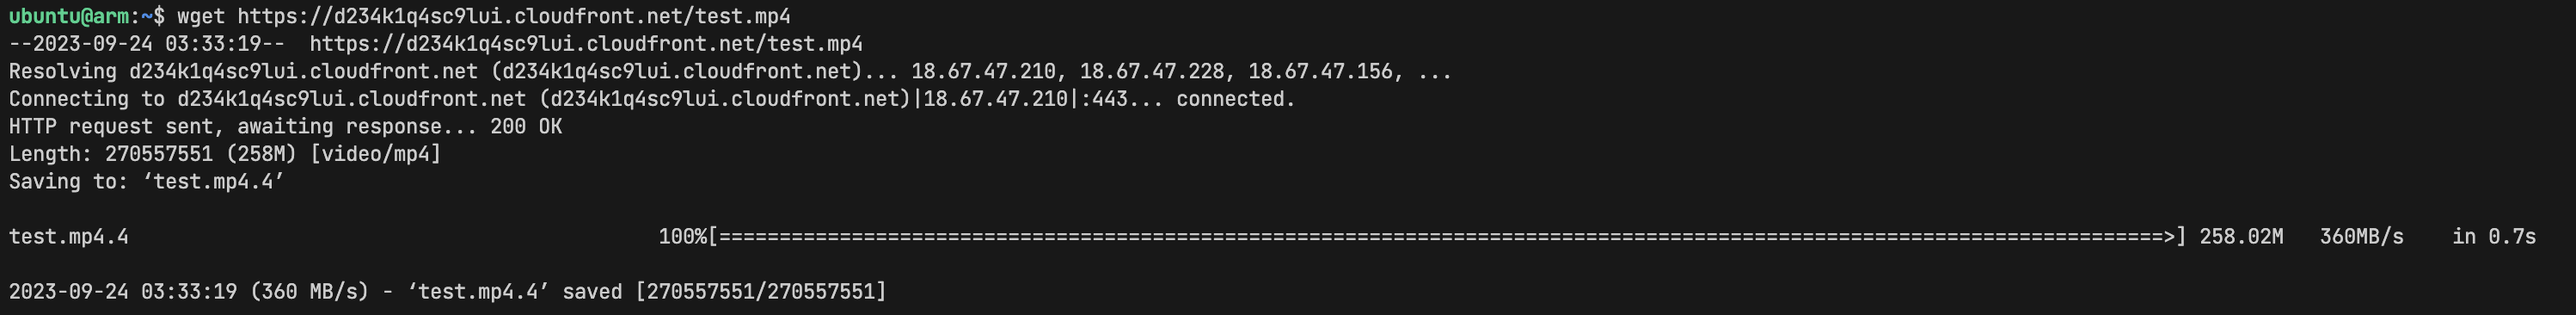 ubuntu@arm:~$ wget https://d234k1q4sc9lui.cloudfront.net/test.mp4
--2023-09-24 03:33:19--  https://d234k1q4sc9lui.cloudfront.net/test.mp4
Resolving d234k1q4sc9lui.cloudfront.net (d234k1q4sc9lui.cloudfront.net)... 18.67.47.210, 18.67.47.228, 18.67.47.156, ...
Connecting to d234k1q4sc9lui.cloudfront.net (d234k1q4sc9lui.cloudfront.net)|18.67.47.210|:443... connected.
HTTP request sent, awaiting response... 200 OK
Length: 270557551 (258M) [video/mp4]
Saving to: ‘test.mp4.4’
test.mp4.4 100%[========================================================================================================================>] 258.02M 360MB/s in 0.7s
2023-09-24 03:33:19 (360 MB/s) - ‘test.mp4.4’ saved [270557551/270557551]